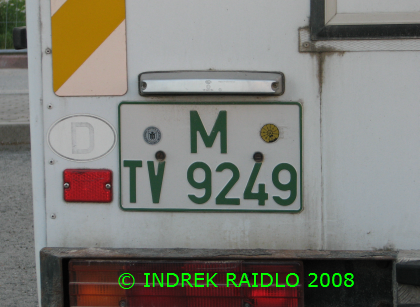 D
M
TV 9249
© INDREK RAIDLO 2008